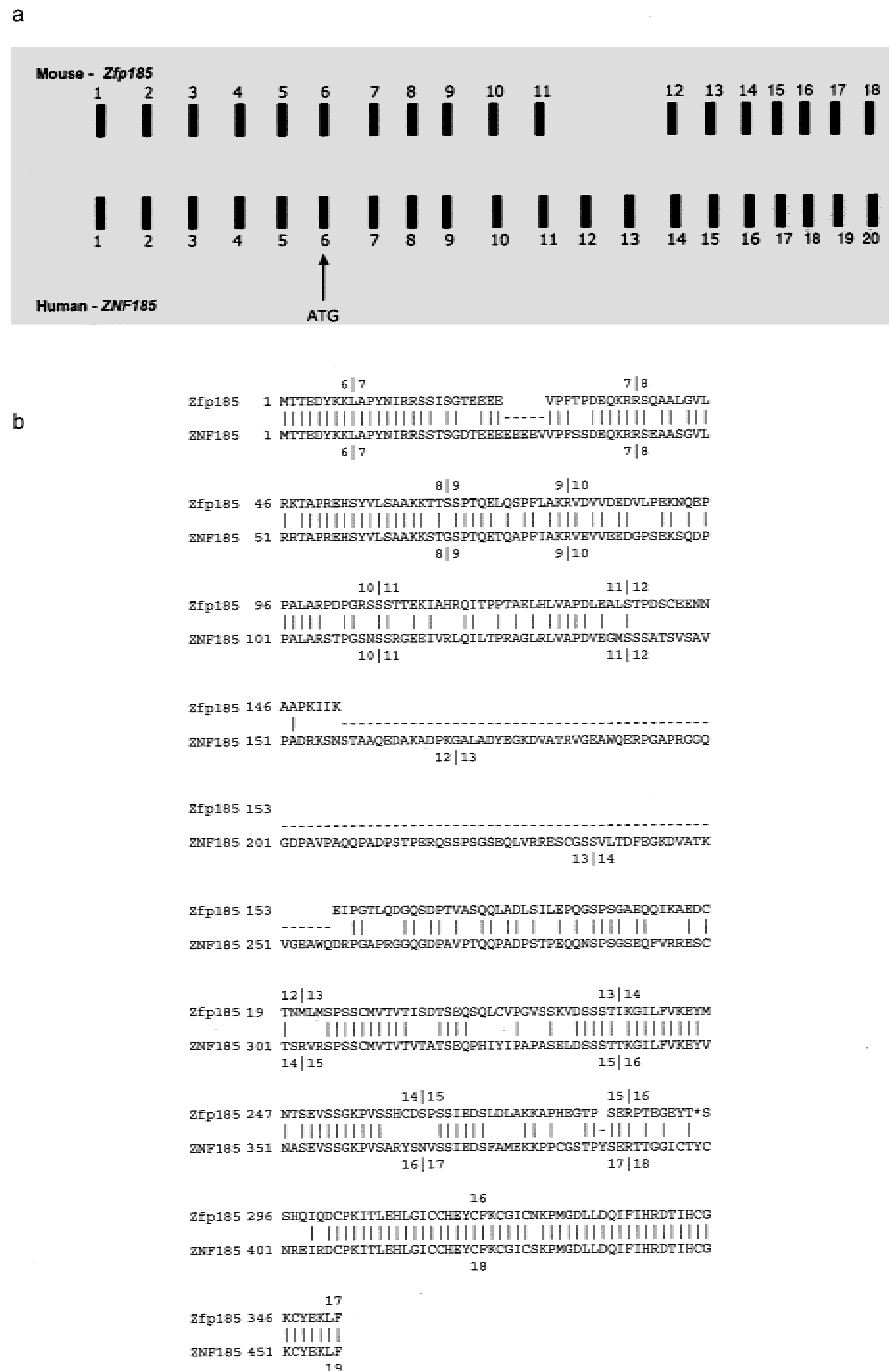 a
Mouse - Zfp185
1 2 3 4 5 6 7 8 9 10 11 12 13 14 15 16 17 18
1 2 3 4 5 6 7 8 9 10 11 12 13 14 15 16 17 18 19 20
Human - ZNF185
ATG
b
6|7 7|8
Zfp185 1 MTTEDYKKLAPYNIRRSSISGTEEEE VPFTPDEQKRRSQAALGVL
ZNF185 1 MTTEDYKKLAPYNIRRSSTSGDTEEEEEEEVVPFSSDEQKRRSEAASGVL
6|7 7|8
8|9 9|10
Zfp185 46 RKTAPREHSYVLSAAKKTTSSPTQELQSPFLAKRVDVVDEDVLPEKNQEP
ZNF185 51 RRTAPREHSYVLSAAKKSTGSPTQETQAPFIAKRVEVVEEDGPSEKSQDP
8|9 9|10
10|11 11|12
Zfp185 96 PALARPDPGRSSSTTEKIAHRQITPPTAELHLVAPDLEALSTPDSCEENN
ZNF185 101 PALARSTPGSNSSRGEEIVRLQILTPRAGLRLVAPDVEGMSSSATSVSAV
10|11 11|12
Zfp185 146 AAPKIIK
-------------------------------------------
ZNF185 151 PADRKSNSTAAQEDAKADPKGALADYEGKDVATRVGEAWQERPGAPRGGQ
12|13
Zfp185 153
--------------------------------------------------
ZNF185 201 GDPAVPAQQPADPSTPERQSSPSGSEQLVRRESCGSSVLTDFEGKDVATK
13|14
Zfp185 153 EIPGTLQDGQSDPTVASQQLADLSILEPQGSPSGAEQQIKAEDC
ZNF185 251 VGEAWQDRPGAPRGGQGDPAVPTQQPADPSTPEQQNSPSGSEQFVRRESC
12|13 13|14
Zfp185 19 TNMLMSPSSCMVTVTISDTSEQSQLCVPGVSSKVDSSSTIKGILFVKEYM
ZNF185 301 TSRVRSPSSCMVTVTVTATSEQPHIYIPAPASELDSSSTTKGILFVKEYV
14|15 15|16
14|15 15|16
Zfp185 247 NTSEVSSGKPVSSHCDSPSSIEDSLDLAKKAPHEGTP SERPTEGEYT*S
ZNF185 351 NASEVSSGKPVSARYSNVSSIEDSFAMEKKPPCGSTPYSERTTGGICTYC
16|17 17|18
16
Zfp185 296 SHQIQDCPKITLEHLGICCHEYCFKCGICNKPMGDLLDQIFIHRDTIHCG
ZNF185 401 NREIRDCPKITLEHLGICCHEYCFKCGICSKPMGDLLDQIFIHRDTIHCG
18
17
Zfp185 346 KCYEKLF
ZNF185 451 KCYEKLF
19